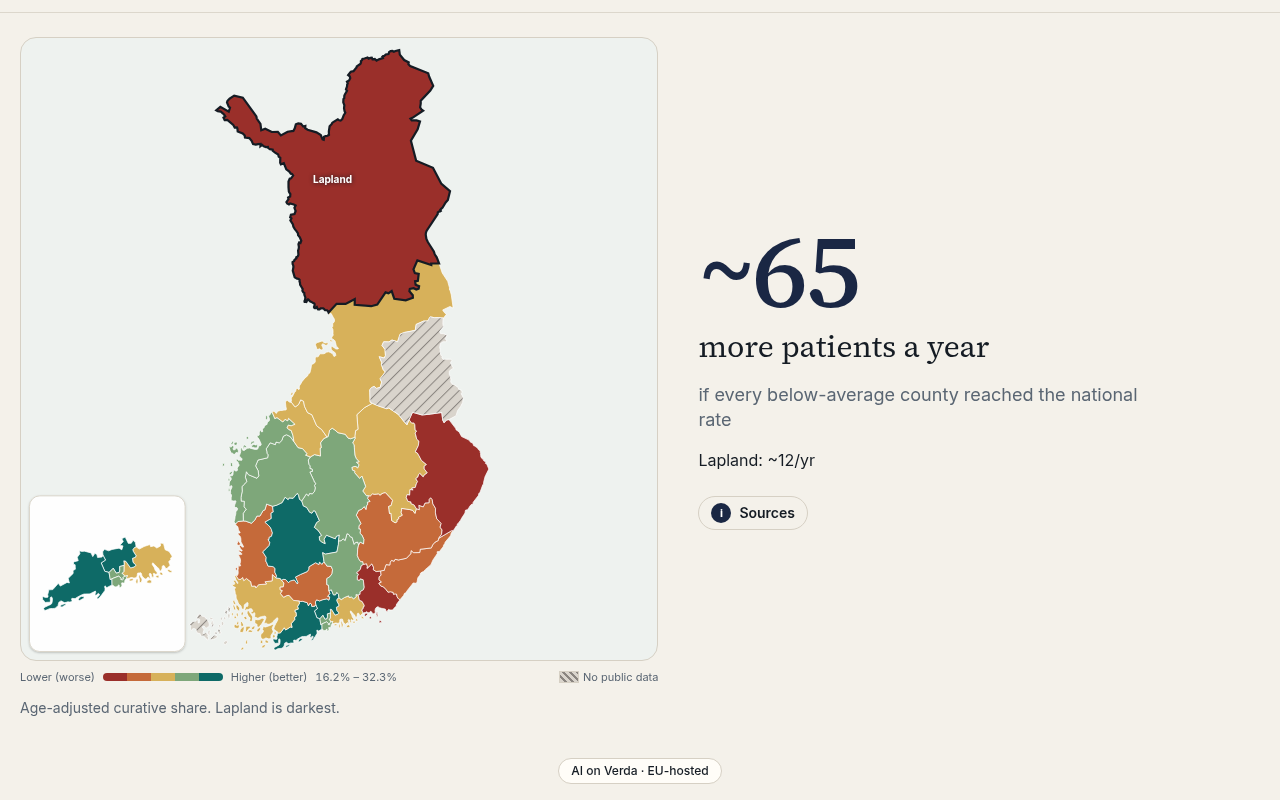 Lapland
Lower (worse)
Higher (better)
16.2% – 32.3%
No public data
Age-adjusted curative share. Lapland is darkest.
~65
more patients a year
if every below-average county reached the national
rate
Lapland: ~12/yr
i Sources
AI on Verda · EU-hosted